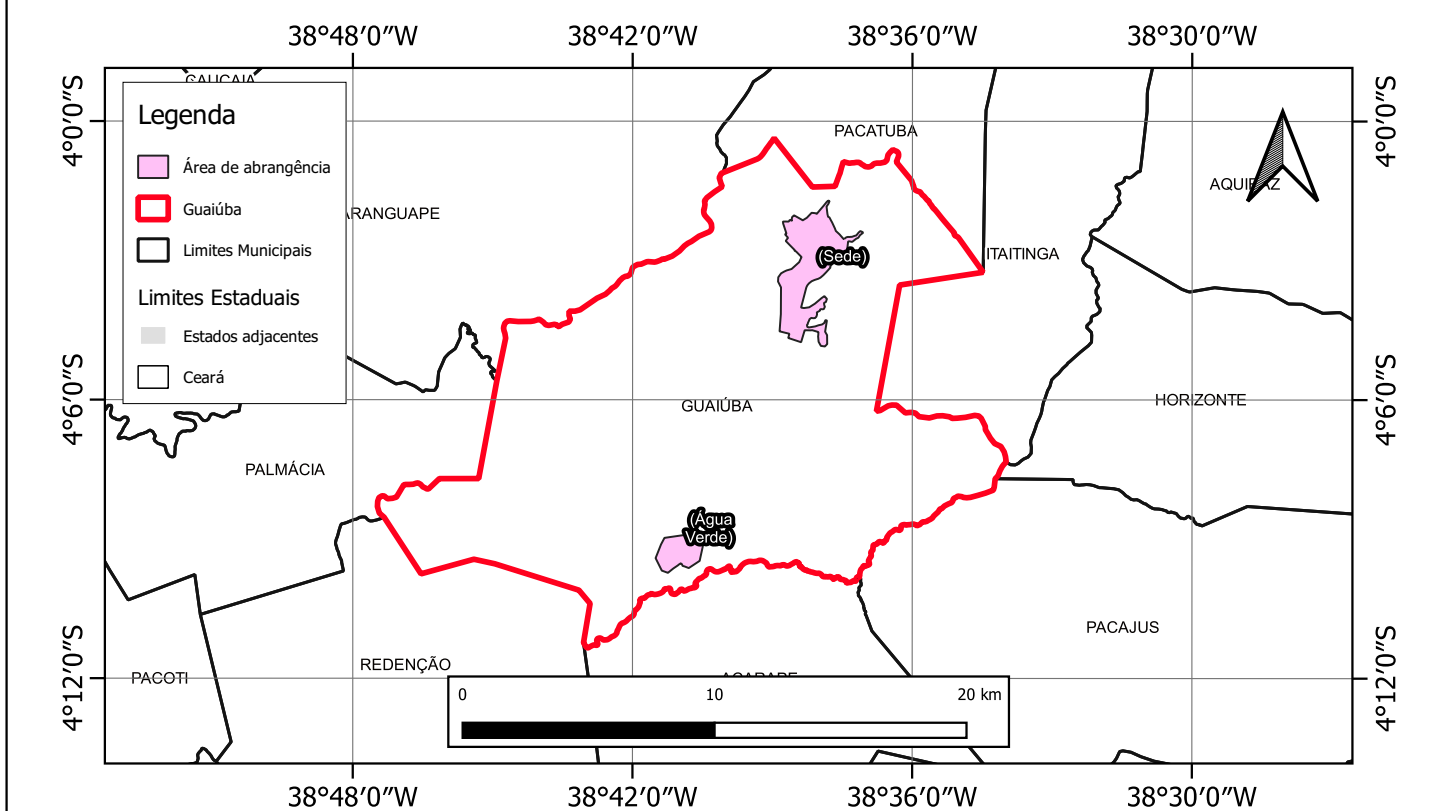 38°48′0″W 38°42′0″W 38°36′0″W 38°30′0″W
CAUCAIA
Legenda
Área de abrangência
Guaiúba
Limites Municipais
Limites Estaduais
Estados adjacentes
Ceará
4°0′0″S
4°0′0″S
PACATUBA
AQUIRAZ
ARANGUAPE
(Sede)
ITAITINGA
4°6′0″S
4°6′0″S
GUAIÚBA
HORIZONTE
PALMÁCIA
(Água
Verde)
PACAJUS
REDENÇÃO
ACARAPE
PACOTI
4°12′0″S
4°12′0″S
0 10 20 km
38°48′0″W 38°42′0″W 38°36′0″W 38°30′0″W